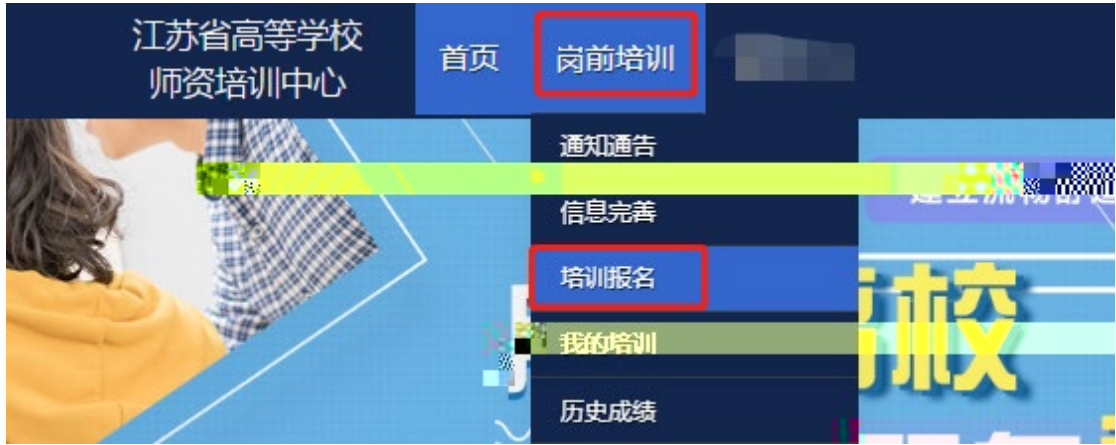 江苏省高等学校
师资培训中心
首页
岗前培训
通知通告
信息完善
培训报名
我的培训
历史成绩
高校